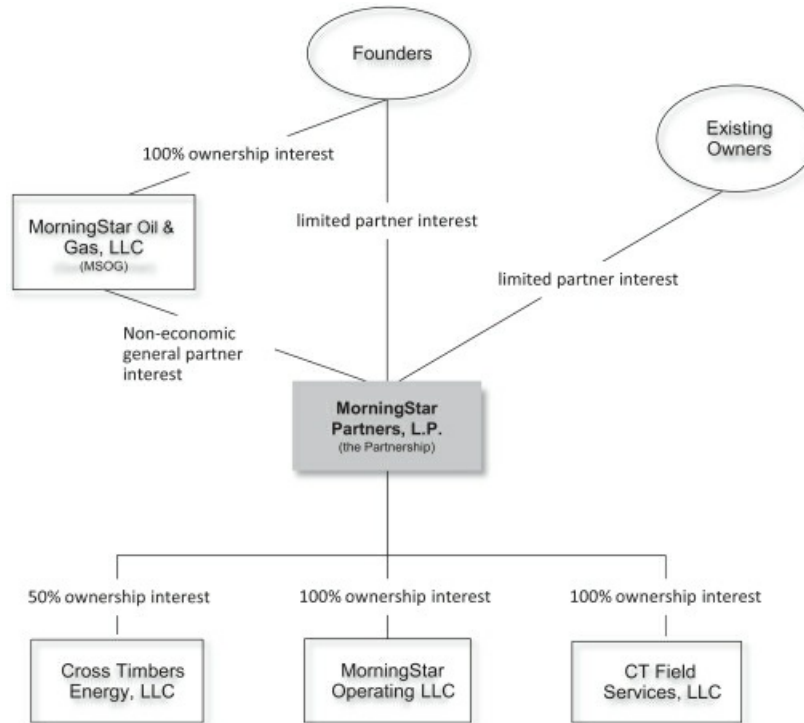 Founders
Existing
Owners
100% ownership interest
MorningStar Oil &
Gas, LLC
(MSOG)
limited partner interest
limited partner interest
Non-economic
general partner
interest
MorningStar
Partners, L.P.
(the Partnership)
50% ownership interest
100% ownership interest
100% ownership interest
Cross Timbers
Energy, LLC
MorningStar
Operating LLC
CT Field
Services, LLC